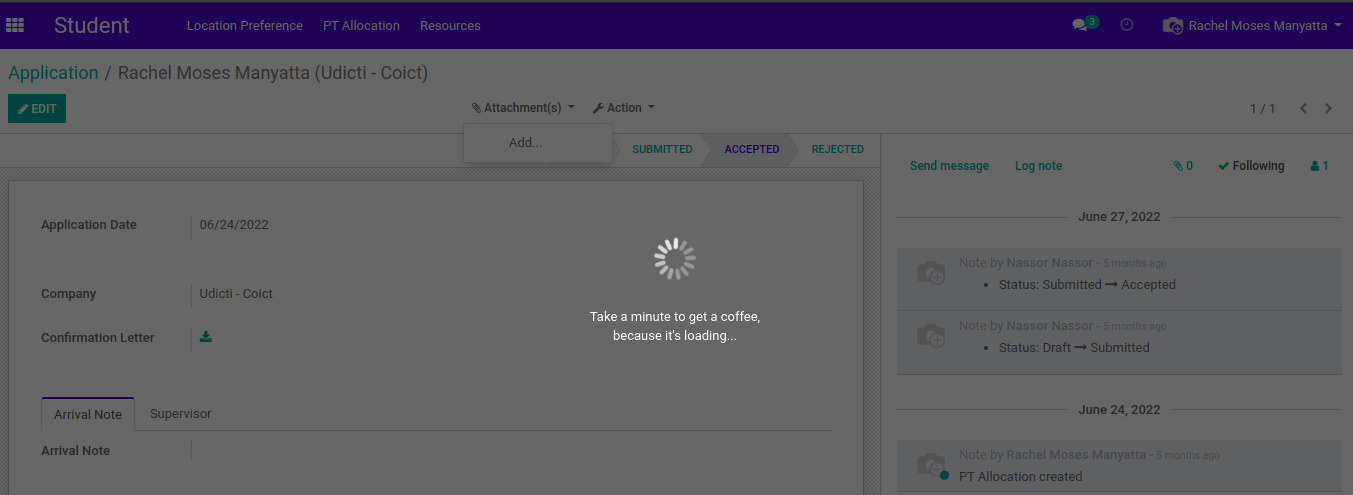 Student
Location Preference PT Allocation Resources
3
Rachel Moses Manyatta
Application / Rachel Moses Manyatta (Udicti - Coict)
EDIT
Attachment(s) Action
1 / 1
Add...
SUBMITTED ACCEPTED REJECTED
Send message Log note 0 Following 1
Application Date 06/24/2022
Company Udicti - Coict
Confirmation Letter
Arrival Note Supervisor
Arrival Note
Take a minute to get a coffee,
because it's loading...
June 27, 2022
Note by Nassor Nassor - 5 months ago
• Status: Submitted ➞ Accepted
Note by Nassor Nassor - 5 months ago
• Status: Draft ➞ Submitted
June 24, 2022
Note by Rachel Moses Manyatta - 5 months ago
PT Allocation created